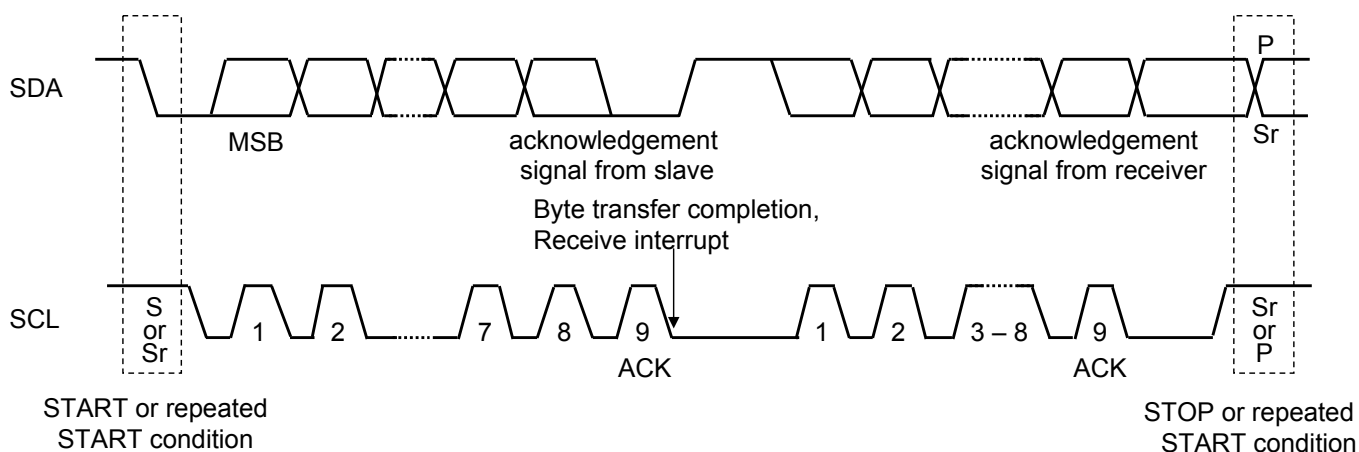 P
SDA
MSB
acknowledgement
signal from slave
acknowledgement
signal from receiver
Sr
Byte transfer completion,
Receive interrupt
SCL
S
or
Sr
1
2
7
8
9
1
2
3 – 8
9
Sr
or
P
ACK
ACK
START or repeated
START condition
STOP or repeated
START condition